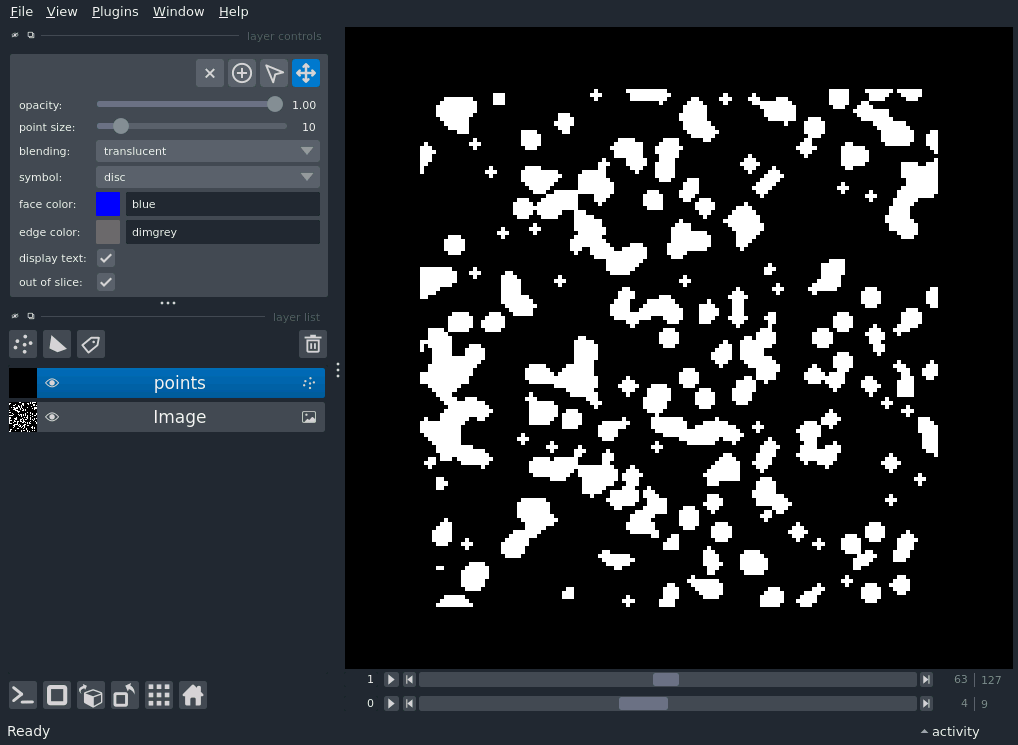 File View Plugins Window Help
layer controls
opacity: 1.00
point size: 10
blending: translucent
symbol: disc
face color: blue
edge color: dimgrey
display text:
out of slice:
layer list
points
Image
1 63 127
0 4 9
Ready activity